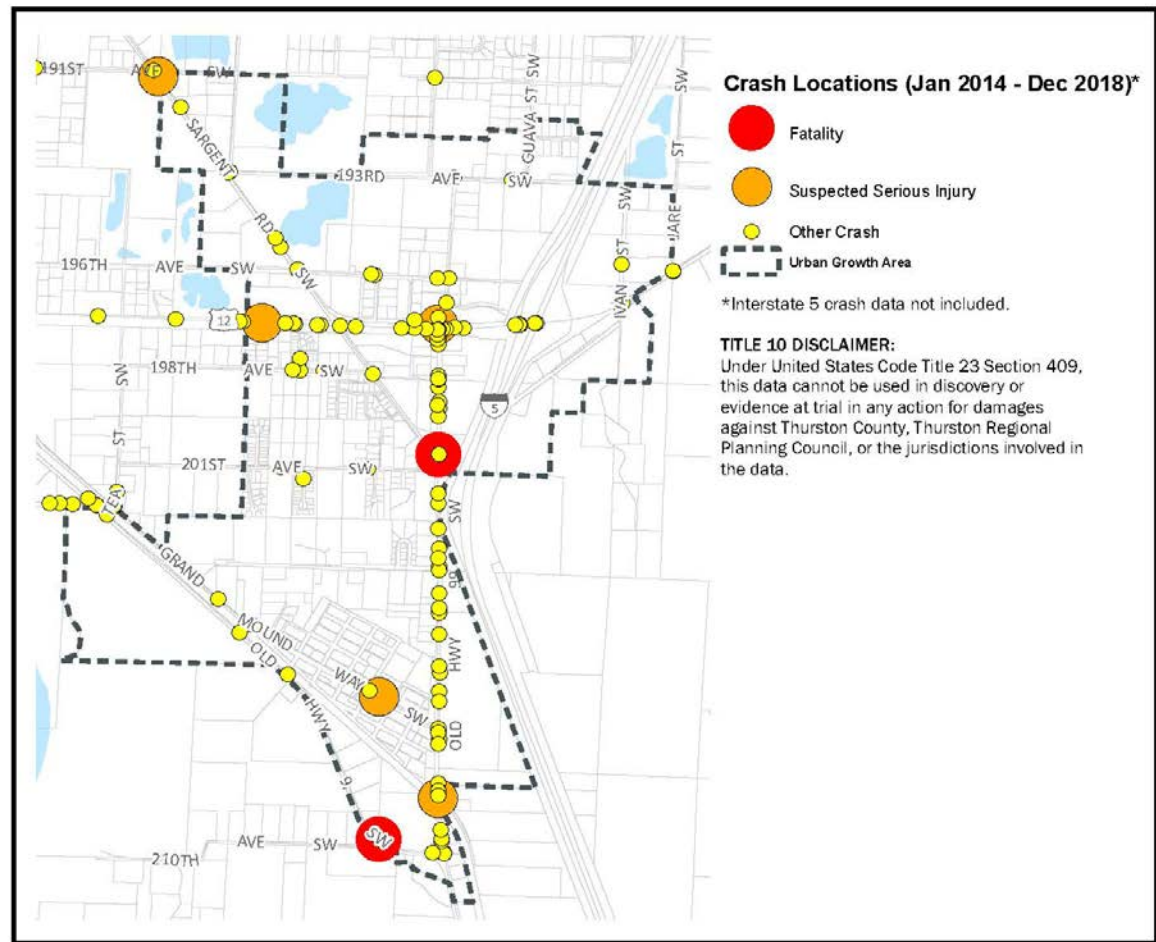 Crash Locations (Jan 2014 - Dec 2018)*
Fatality
Suspected Serious Injury
Other Crash
Urban Growth Area
*Interstate 5 crash data not included.
TITLE 10 DISCLAIMER:
Under United States Code Title 23 Section 409,
this data cannot be used in discovery or
evidence at trial in any action for damages
against Thurston County, Thurston Regional
Planning Council, or the jurisdictions involved in
the data.
191ST AVE SW
GUAVA ST SW
ST SW
SARGENT RD SW
193RD AVE SW
IVAN ST SW
JARE
196TH AVE SW
12
198TH AVE SW
5
ST SW
201ST AVE SW
TEA
GRAND MOUND WAY SW
OLD HWY 99 SW
OLD HWY 9
SW
210TH AVE SW